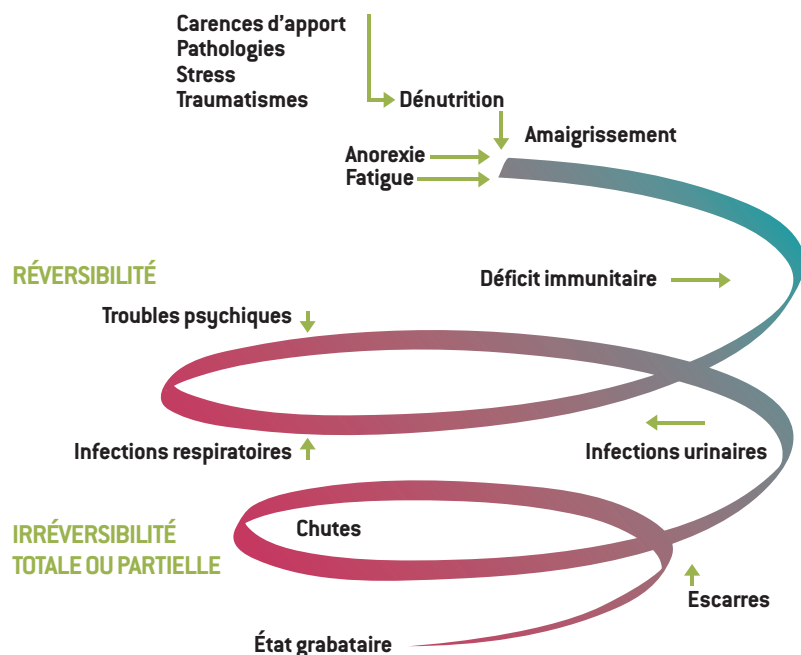 Carences d’apport
Pathologies
Stress
Traumatismes
Dénutrition
Amaigrissement
Anorexie
Fatigue
RÉVERSIBILITÉ
Déficit immunitaire
Troubles psychiques
Infections respiratoires
Infections urinaires
IRRÉVERSIBILITÉ
TOTALE OU PARTIELLE
Chutes
Escarres
État grabataire